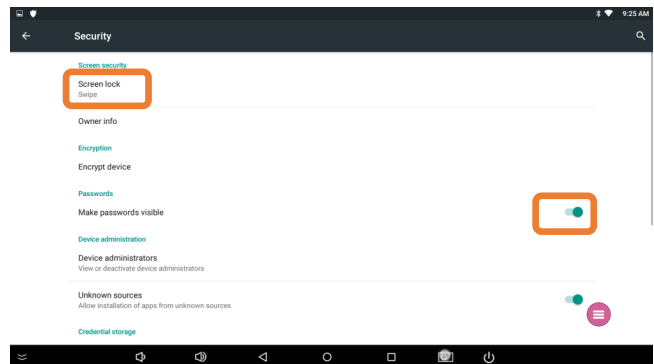 9:25 AM
Security
Screen security
Screen lock
Swipe
Owner info
Encryption
Encrypt device
Passwords
Make passwords visible
Device administration
Device administrators
View or deactivate device administrators
Unknown sources
Allow installation of apps from unknown sources
Credential storage